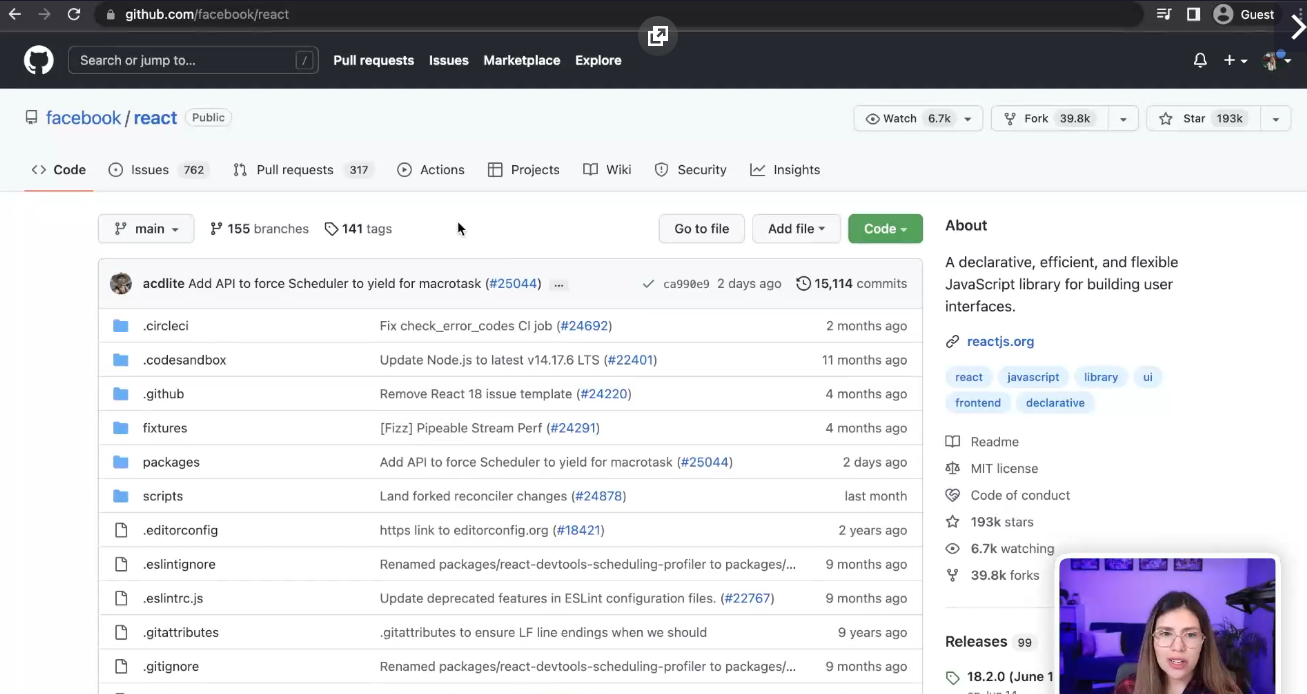 github.com/facebook/react
Guest
Search or jump to... /
Pull requests Issues Marketplace Explore
facebook / react Public
Watch 6.7k Fork 39.8k Star 193k
Code Issues 762 Pull requests 317 Actions Projects Wiki Security Insights
main 155 branches 141 tags Go to file Add file Code
acdlite Add API to force Scheduler to yield for macrotask (#25044) ... ca990e9 2 days ago 15,114 commits
.circleci Fix check_error_codes CI job (#24692) 2 months ago
.codesandbox Update Node.js to latest v14.17.6 LTS (#22401) 11 months ago
.github Remove React 18 issue template (#24220) 4 months ago
fixtures [Fizz] Pipeable Stream Perf (#24291) 4 months ago
packages Add API to force Scheduler to yield for macrotask (#25044) 2 days ago
scripts Land forked reconciler changes (#24878) last month
.editorconfig https link to editorconfig.org (#18421) 2 years ago
.eslintignore Renamed packages/react-devtools-scheduling-profiler to packages/... 9 months ago
.eslintrc.js Update deprecated features in ESLint configuration files. (#22767) 9 months ago
.gitattributes .gitattributes to ensure LF line endings when we should 9 years ago
.gitignore Renamed packages/react-devtools-scheduling-profiler to packages/... 9 months ago
About
A declarative, efficient, and flexible
JavaScript library for building user
interfaces.
reactjs.org
react javascript library ui
frontend declarative
Readme
MIT license
Code of conduct
193k stars
6.7k watching
39.8k forks
Releases 99
18.2.0 (June 1